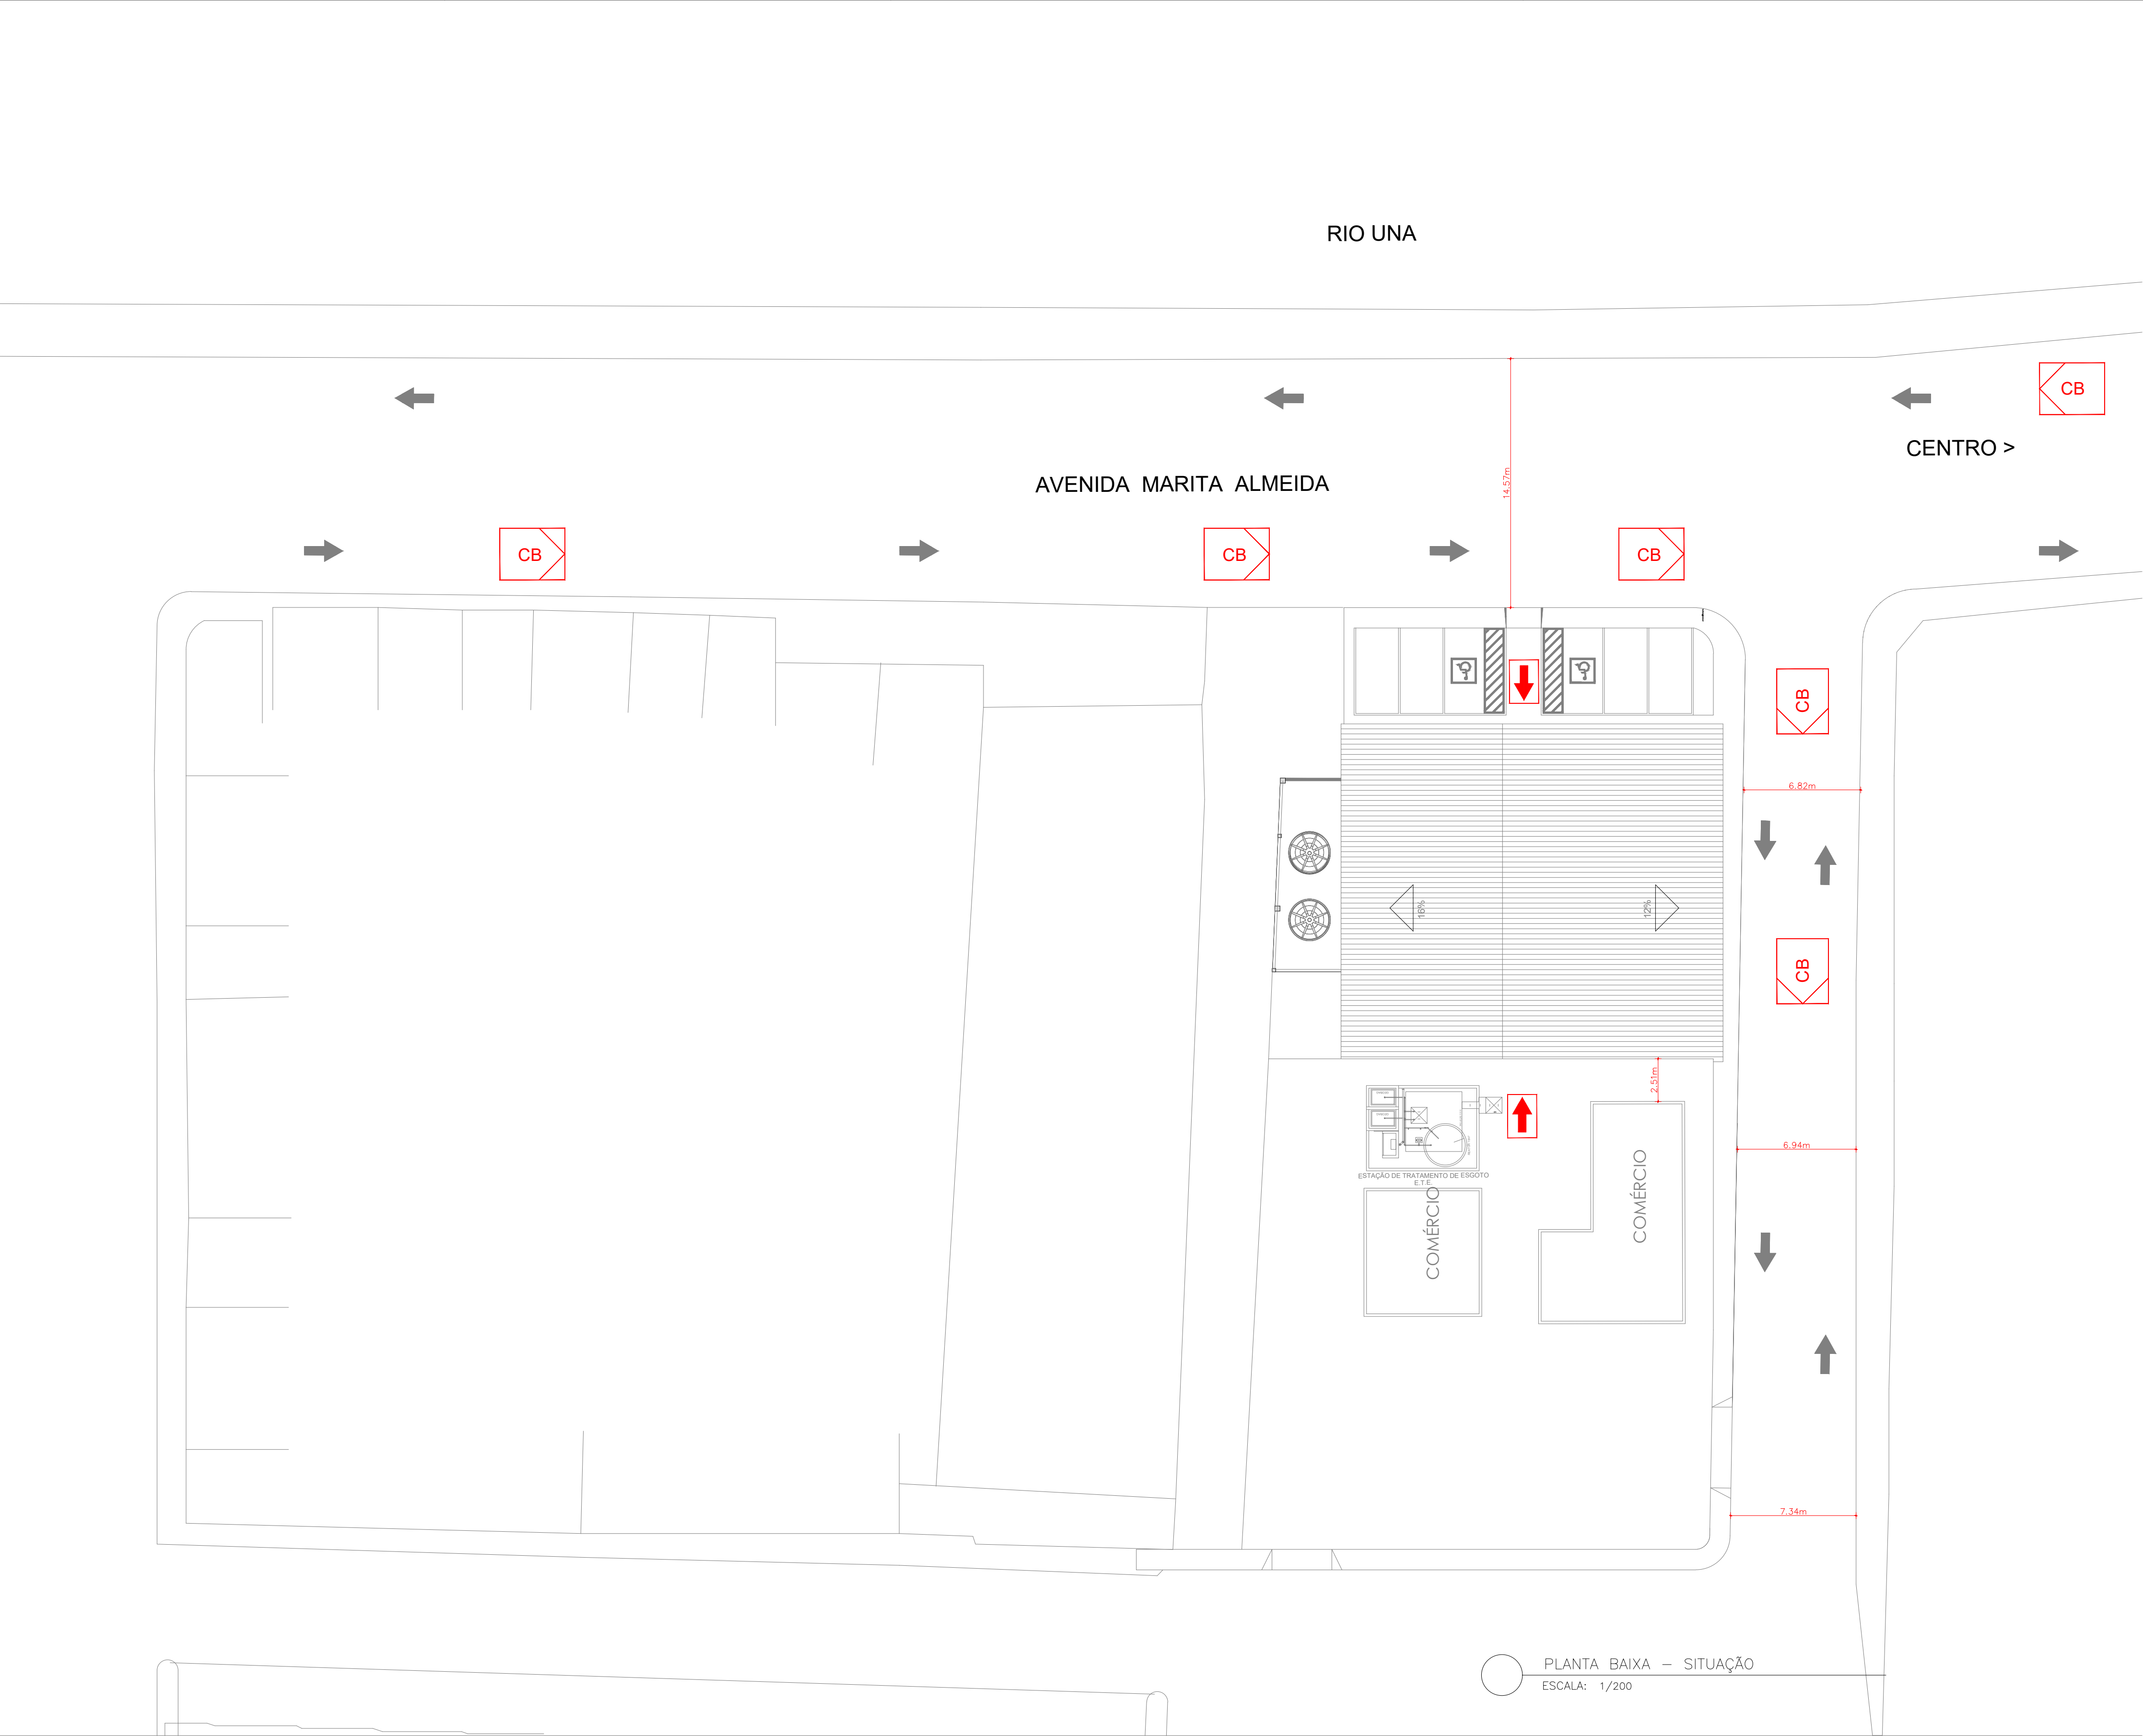 RIO UNA
CB
CENTRO >
14.57m
AVENIDA MARITA ALMEIDA
CB
CB
CB
CB
6.82m
16%
12%
CB
2.51m
6.94m
ESTAÇÃO DE TRATAMENTO DE ESGOTO
E.T.E.
COMÉRCIO
COMÉRCIO
7.34m
PLANTA BAIXA – SITUAÇÃO
ESCALA: 1/200